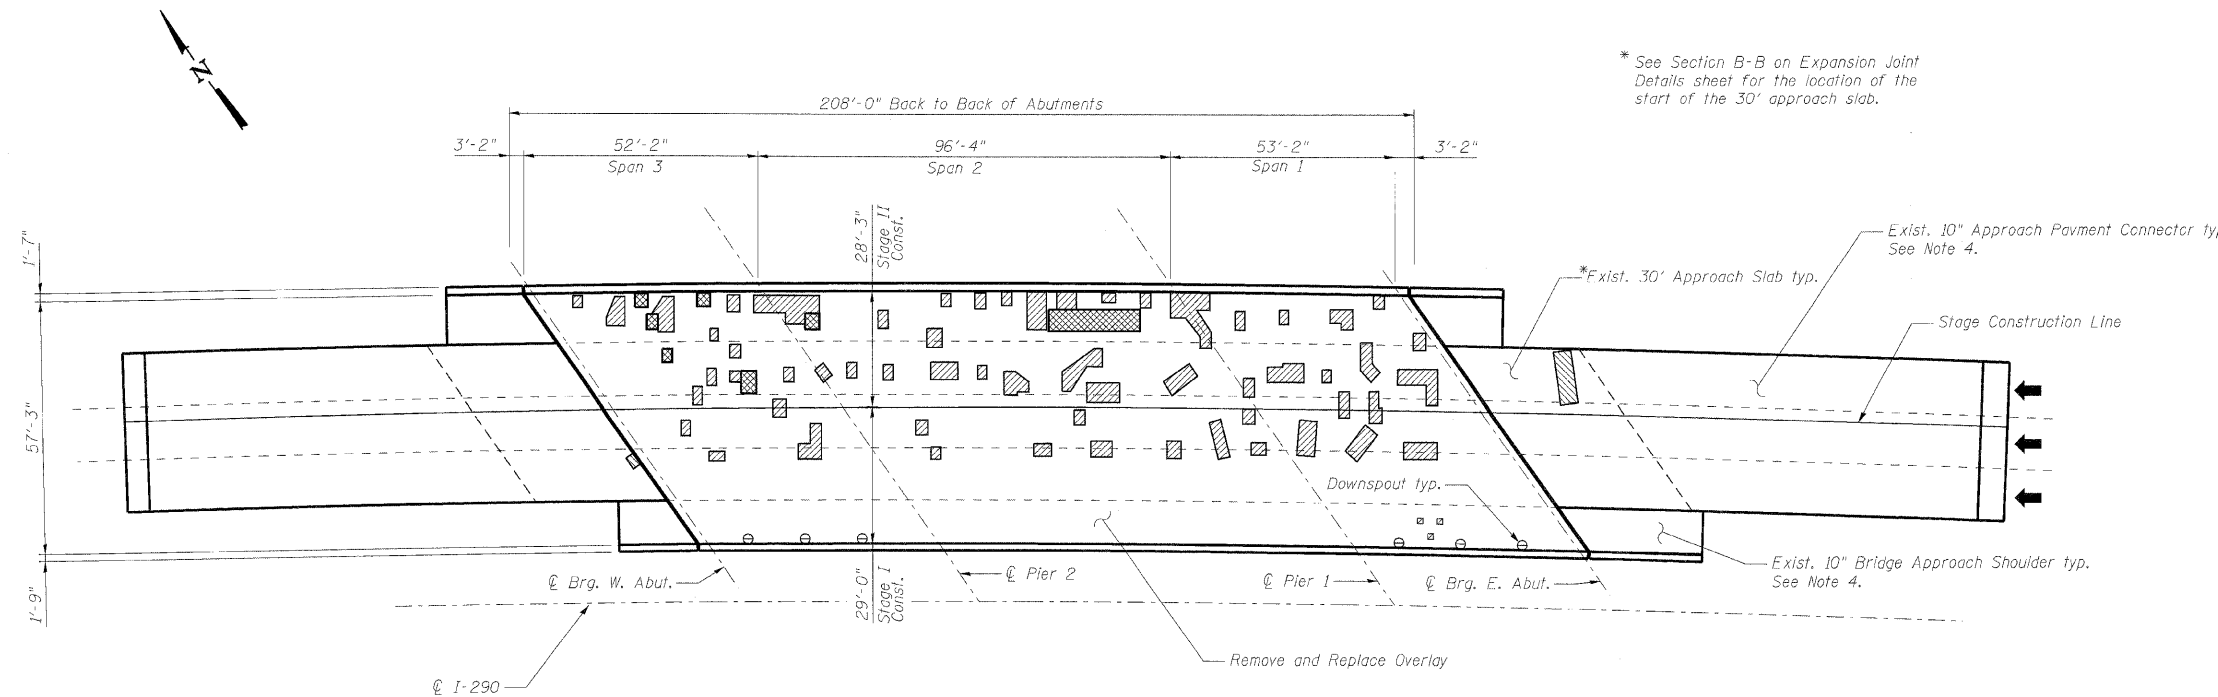 N
* See Section B-B on Expansion Joint
Details sheet for the location of the
start of the 30' approach slab.
208'-0" Back to Back of Abutments
3'-2"
52'-2"
96'-4"
53'-2"
3'-2"
Span 3
Span 2
Span 1
28'-3"
Stage II
Const.
1'-7"
57'-3"
1'-9"
Exist. 10" Approach Pavment Connector typ
See Note 4.
*Exist. 30' Approach Slab typ.
Stage Construction Line
Downspout typ.
℄ Brg. W. Abut.
℄ Pier 2
℄ Pier 1
℄ Brg. E. Abut.
Exist. 10" Bridge Approach Shoulder typ.
See Note 4.
29'-0"
Stage I
Const.
Remove and Replace Overlay
℄ I-290